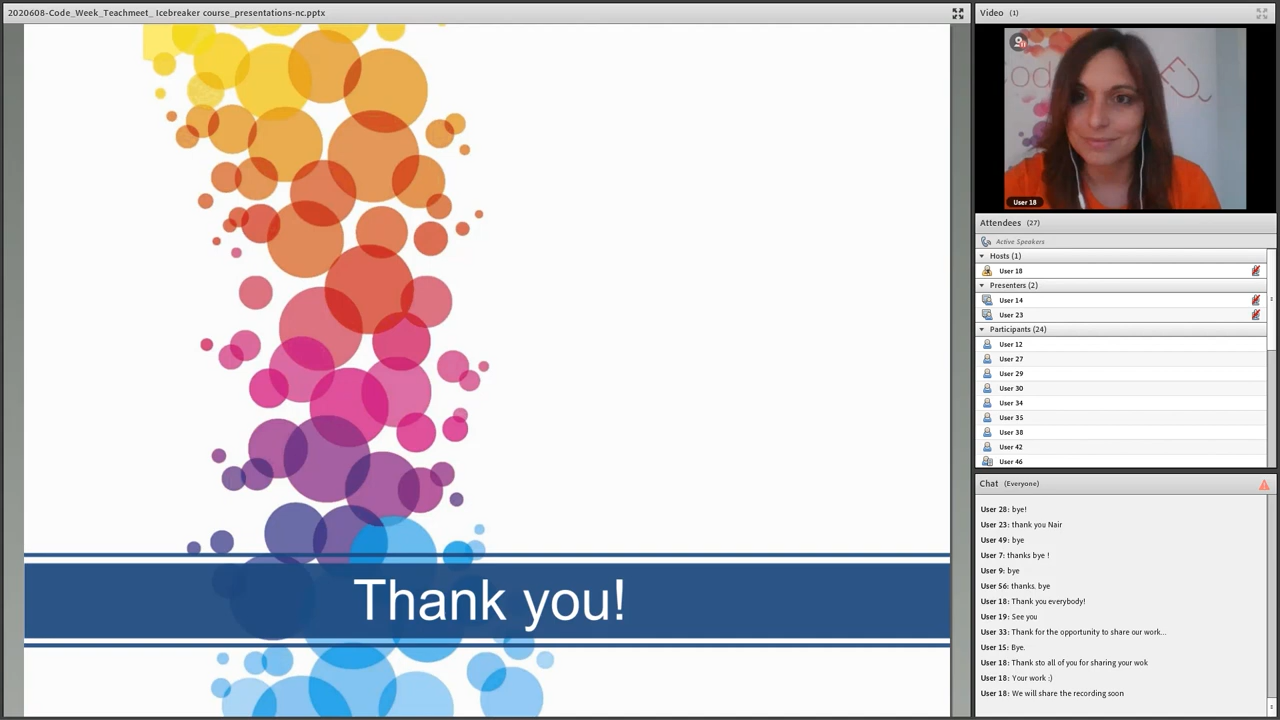 2020608-Code_Week_Teachmeet_ Icebreaker course_presentations-nc.pptx
Thank you!
Video (1)
User 18
Attendees (27)
Active Speakers
Hosts (1)
User 18
Presenters (2)
User 14
User 23
Participants (24)
User 12
User 27
User 29
User 30
User 34
User 35
User 38
User 42
User 46
Chat (Everyone)
User 28: bye!
User 23: thank you Nair
User 49: bye
User 7: thanks bye !
User 9: bye
User 56: thanks. bye
User 18: Thank you everybody!
User 19: See you
User 33: Thank for the opportunity to share our work...
User 15: Bye.
User 18: Thank sto all of you for sharing your wok
User 18: Your work :)
User 18: We will share the recording soon